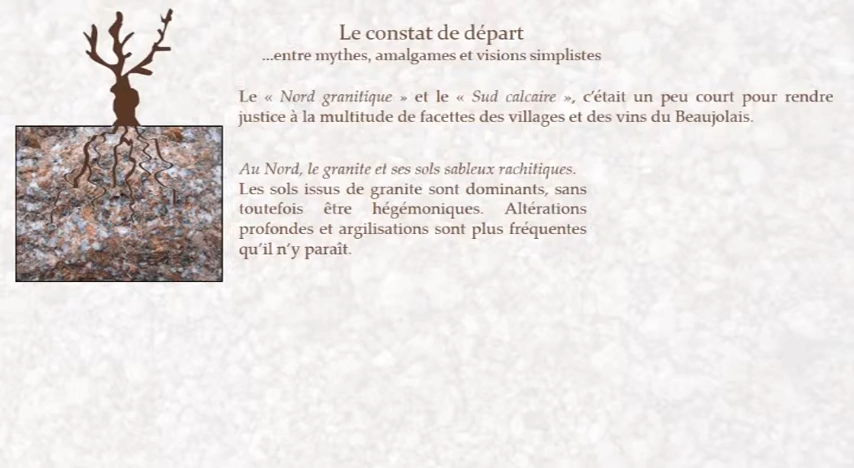 Le constat de départ
...entre mythes, amalgames et visions simplistes
Le « Nord granitique » et le « Sud calcaire », c'était un peu court pour rendre
justice à la multitude de facettes des villages et des vins du Beaujolais.
Au Nord, le granite et ses sols sableux rachitiques.
Les sols issus de granite sont dominants, sans
toutefois être hégémoniques. Altérations
profondes et argilisations sont plus fréquentes
qu'il n'y paraît.